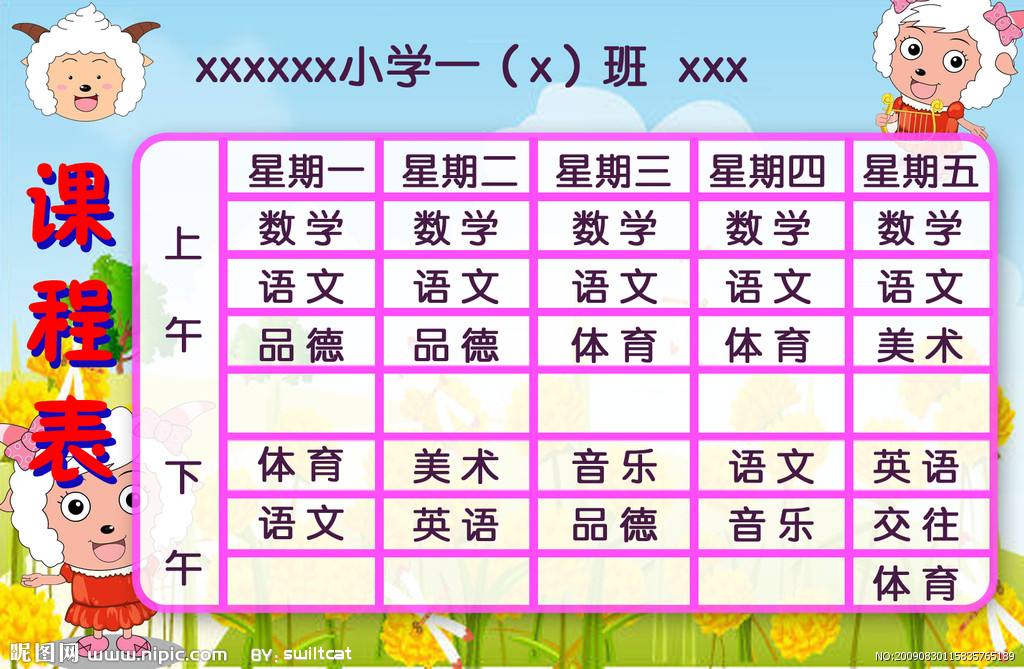 xxxxxx小学一（x）班 xxx
课程表
星期一 星期二 星期三 星期四 星期五
上午
数学 数学 数学 数学 数学
语文 语文 语文 语文 语文
品德 品德 体育 体育 美术
下午
体育 美术 音乐 语文 英语
语文 英语 品德 音乐 交往
体育
昵图网 www.nipic.com BY: swiltcat NO:20090830115835765189